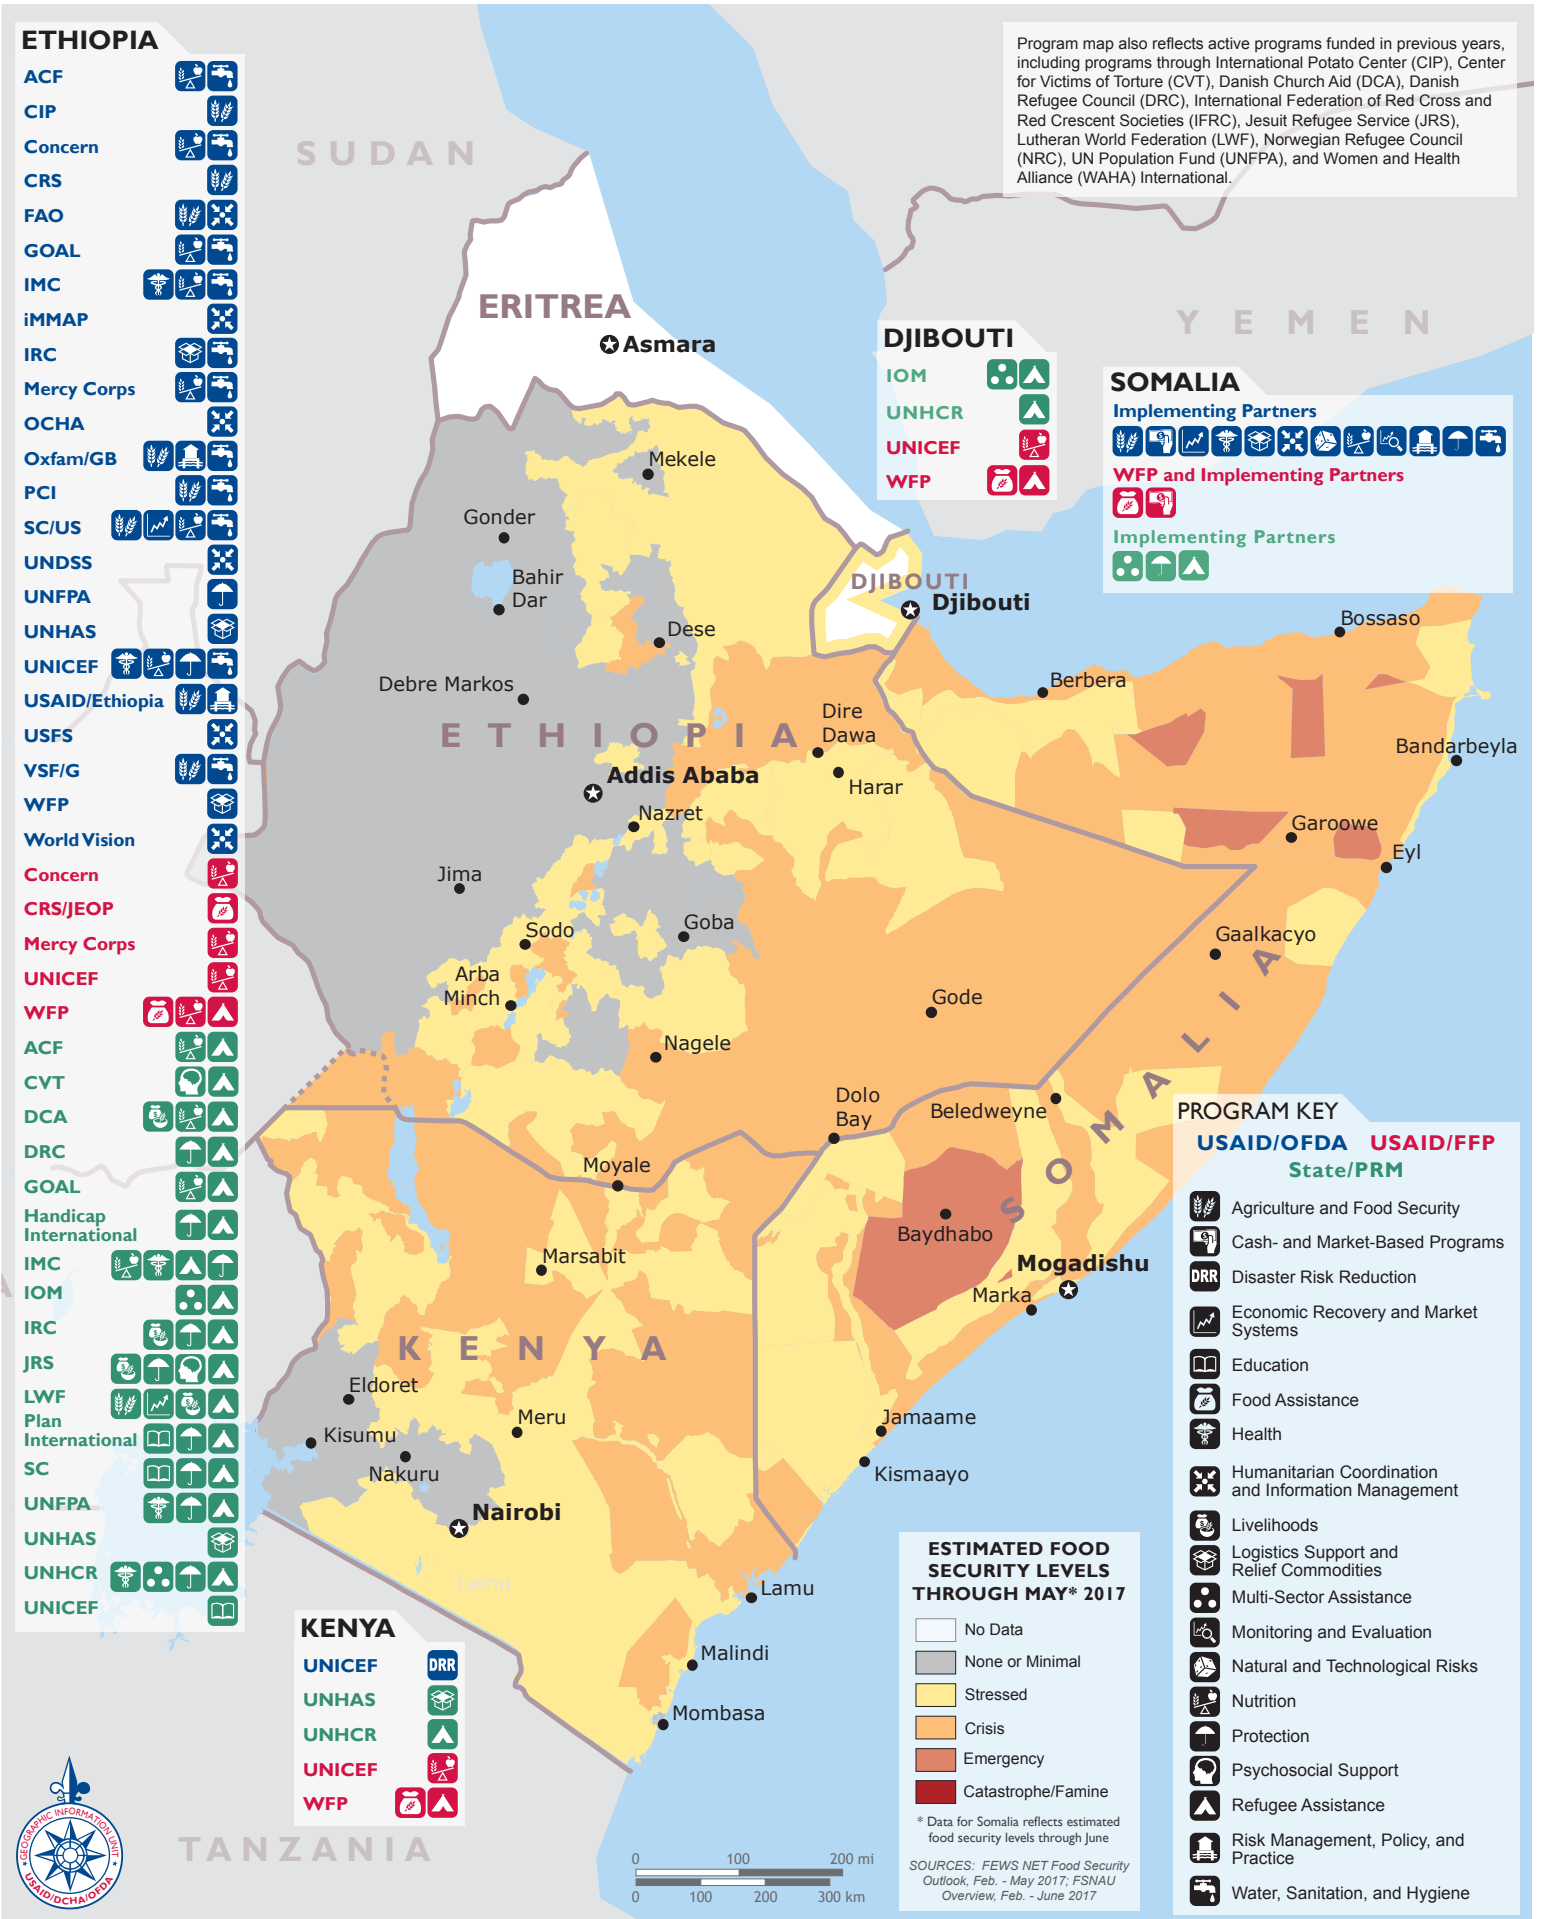 ETHIOPIA
ACF
CIP
Concern
CRS
FAO
GOAL
IMC
iMMAP
IRC
Mercy Corps
OCHA
Oxfam/GB
PCI
SC/US
UNDSS
UNFPA
UNHAS
UNICEF
USAID/Ethiopia
USFS
VSF/G
WFP
World Vision
Concern
CRS/JEOP
Mercy Corps
UNICEF
WFP
ACF
CVT
DCA
DRC
GOAL
Handicap
International
IMC
IOM
IRC
JRS
LWF
Plan
International
SC
UNFPA
UNHAS
UNHCR
UNICEF
Program map also reflects active programs funded in previous years,
including programs through International Potato Center (CIP), Center
for Victims of Torture (CVT), Danish Church Aid (DCA), Danish
Refugee Council (DRC), International Federation of Red Cross and
Red Crescent Societies (IFRC), Jesuit Refugee Service (JRS),
Lutheran World Federation (LWF), Norwegian Refugee Council
(NRC), UN Population Fund (UNFPA), and Women and Health
Alliance (WAHA) International.
SUDAN
ERITREA
Asmara
YEMEN
DJIBOUTI
IOM
UNHCR
UNICEF
WFP
SOMALIA
Implementing Partners
WFP and Implementing Partners
Implementing Partners
Mekele
Gonder
Bahir
Dar
Dese
Debre Markos
DJIBOUTI
Djibouti
Bossaso
Berbera
ETHIOPIA
Dire
Dawa
Bandarbeyla
Addis Ababa
Harar
Nazret
Garoowe
Eyl
Jima
Goba
Sodo
Gaalkacyo
Arba
Minch
Gode
Nagele
SOMALIA
Dolo
Bay
Beledweyne
Moyale
Baydhabo
Marsabit
Mogadishu
Marka
KENYA
Eldoret
Meru
Jamaame
Kisumu
Nakuru
Kismaayo
Nairobi
Lamu
Lamu
Malindi
Mombasa
TANZANIA
KENYA
UNICEF
DRR
UNHAS
UNHCR
UNICEF
WFP
GEOGRAPHIC INFORMATION UNIT
USAID/DCHA/OFDA
0 100 200 mi
0 100 200 300 km
ESTIMATED FOOD
SECURITY LEVELS
THROUGH MAY* 2017
No Data
None or Minimal
Stressed
Crisis
Emergency
Catastrophe/Famine
* Data for Somalia reflects estimated
food security levels through June
SOURCES: FEWS NET Food Security
Outlook, Feb. - May 2017; FSNAU
Overview, Feb. - June 2017
PROGRAM KEY
USAID/OFDA USAID/FFP
State/PRM
Agriculture and Food Security
Cash- and Market-Based Programs
DRR Disaster Risk Reduction
Economic Recovery and Market
Systems
Education
Food Assistance
Health
Humanitarian Coordination
and Information Management
Livelihoods
Logistics Support and
Relief Commodities
Multi-Sector Assistance
Monitoring and Evaluation
Natural and Technological Risks
Nutrition
Protection
Psychosocial Support
Refugee Assistance
Risk Management, Policy, and
Practice
Water, Sanitation, and Hygiene